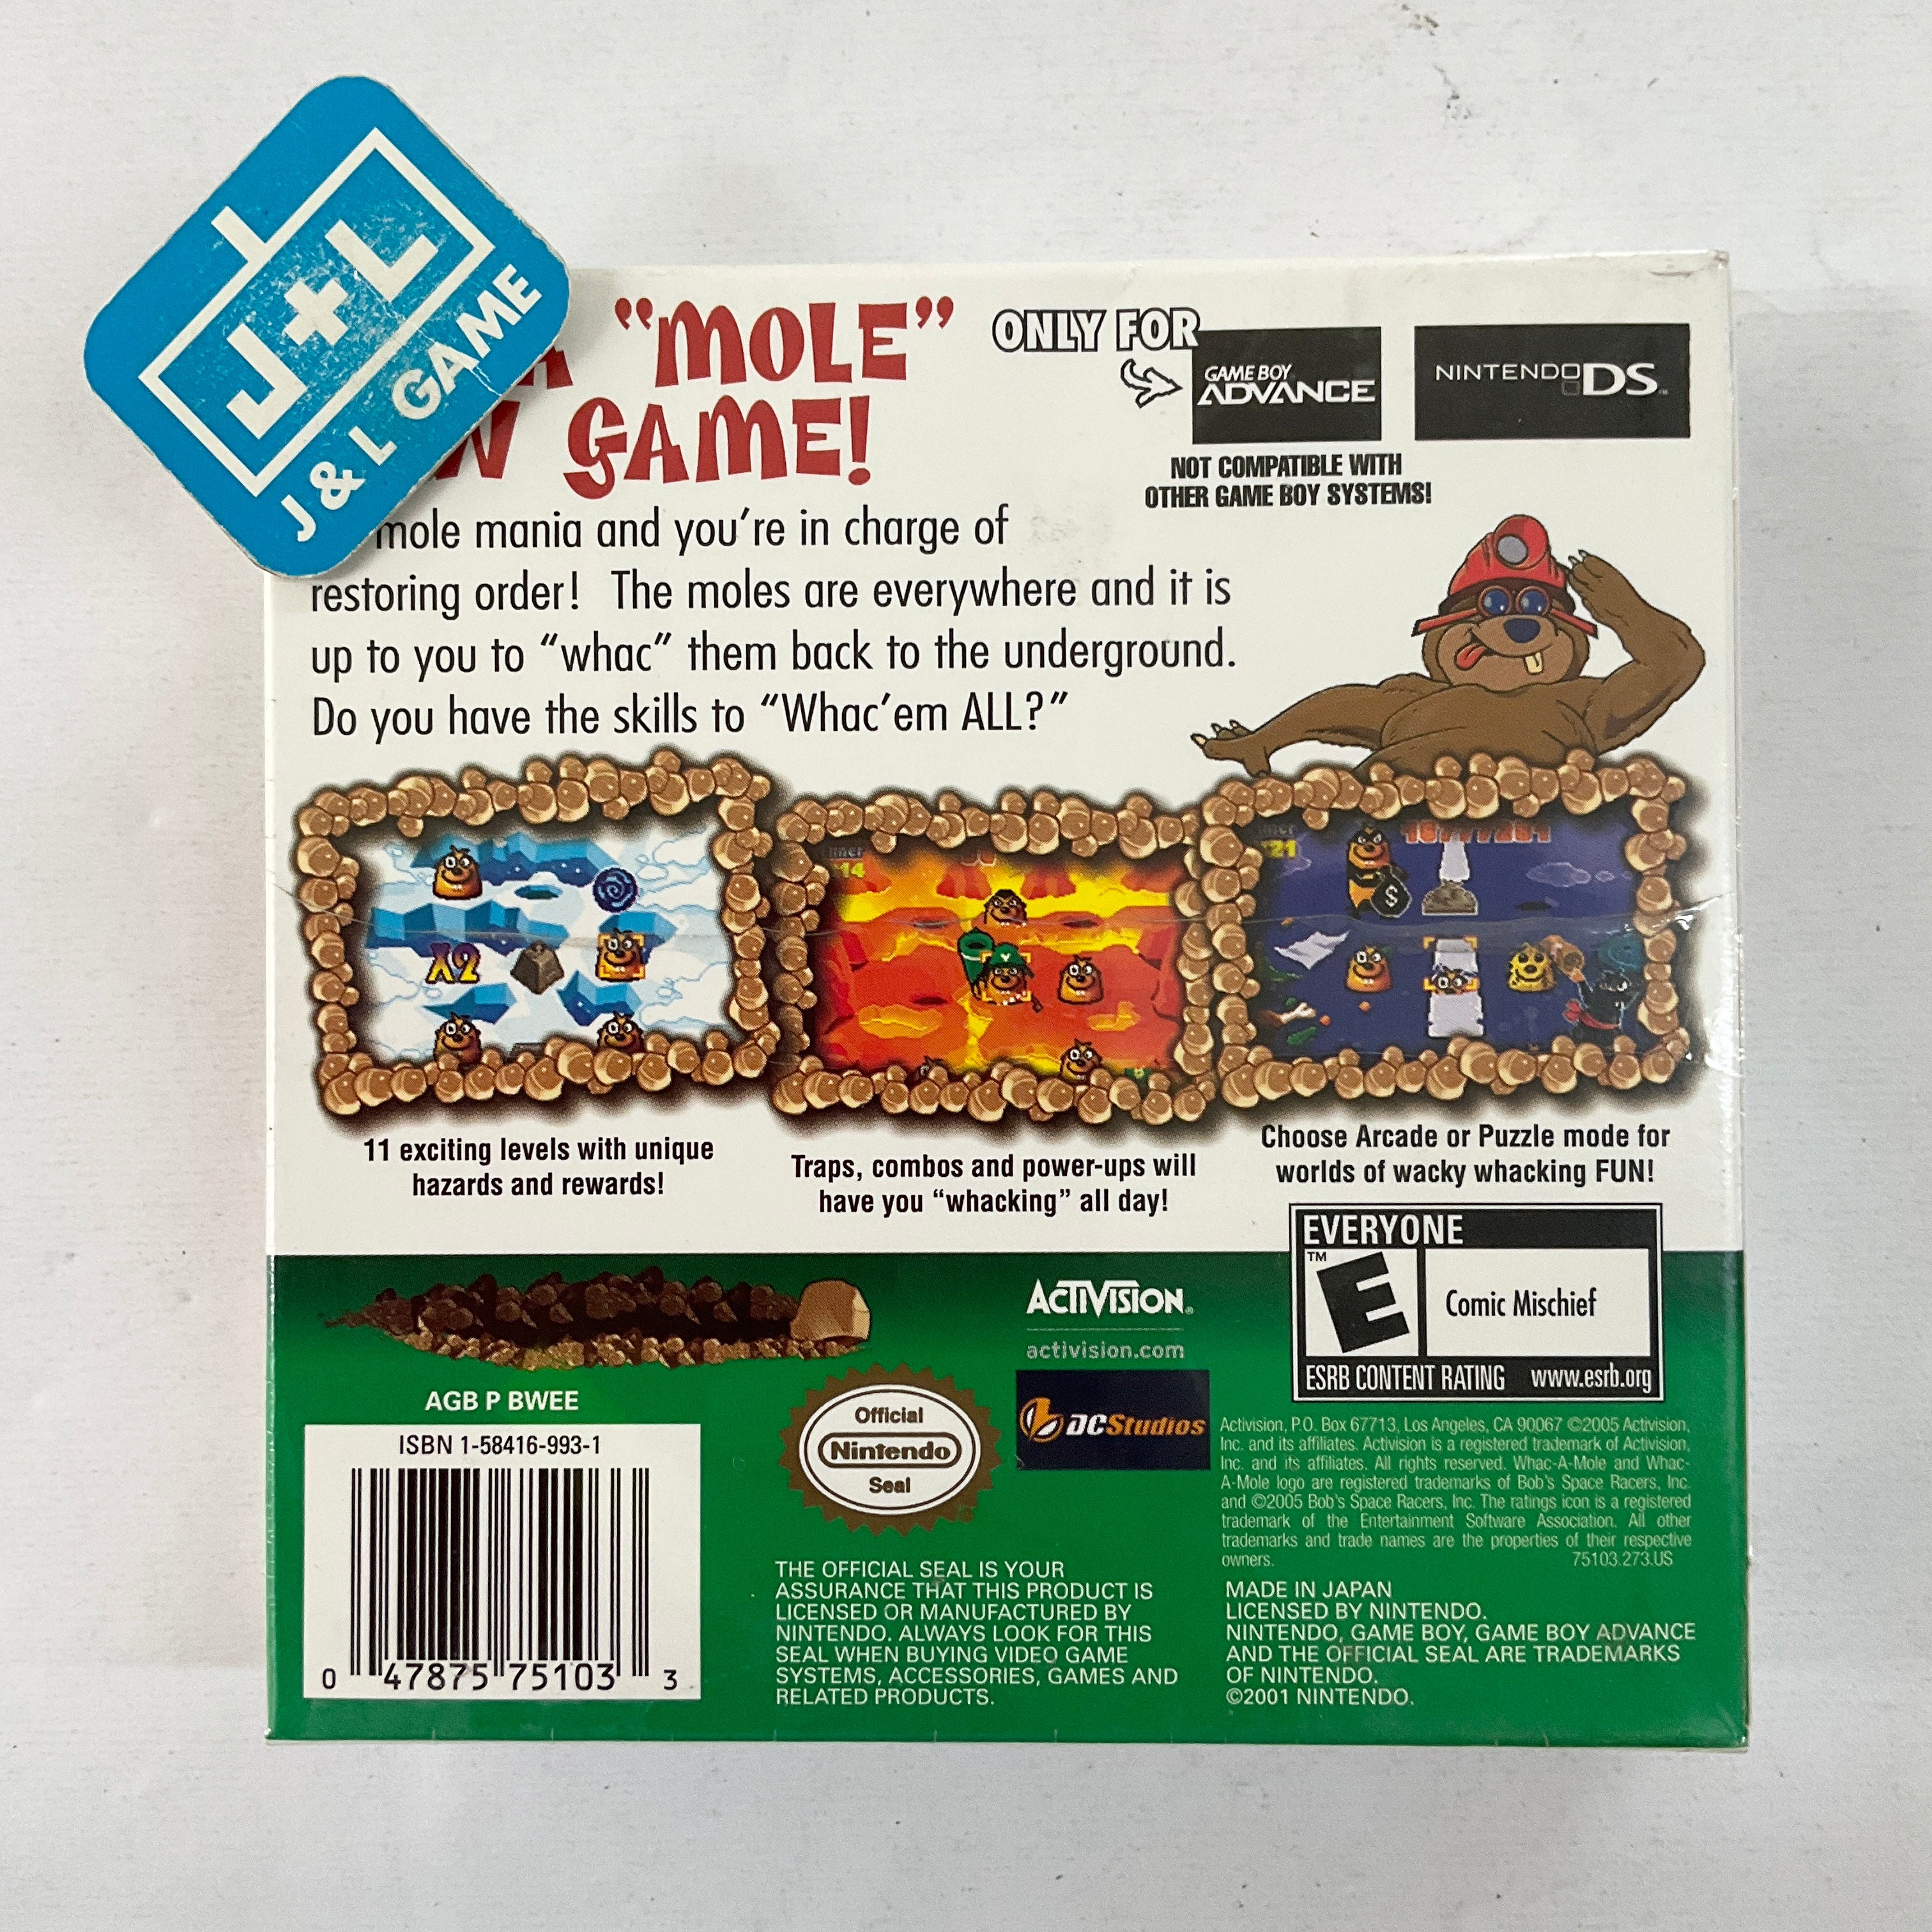 J+L
J & L GAME
"MOLE"
GAME!
ONLY FOR
GAME BOY
ADVANCE
NINTENDO DS™
NOT COMPATIBLE WITH
OTHER GAME BOY SYSTEMS!
mole mania and you're in charge of
restoring order! The moles are everywhere and it is
up to you to "whac" them back to the underground.
Do you have the skills to "Whac'em ALL?"
X2
14
21
$
11 exciting levels with unique
hazards and rewards!
Traps, combos and power-ups will
have you "whacking" all day!
Choose Arcade or Puzzle mode for
worlds of wacky whacking FUN!
EVERYONE
™
E
Comic Mischief
ESRB CONTENT RATING www.esrb.org
ACTIVISION®
activision.com
DC Studios
AGB P BWEE
ISBN 1-58416-993-1
0 47875 75103 3
Official
Nintendo
Seal
THE OFFICIAL SEAL IS YOUR
ASSURANCE THAT THIS PRODUCT IS
LICENSED OR MANUFACTURED BY
NINTENDO. ALWAYS LOOK FOR THIS
SEAL WHEN BUYING VIDEO GAME
SYSTEMS, ACCESSORIES, GAMES AND
RELATED PRODUCTS.
Activision, P.O. Box 67713, Los Angeles, CA 90067 ©2005 Activision,
Inc. and its affiliates. Activision is a registered trademark of Activision,
Inc. and its affiliates. All rights reserved. Whac-A-Mole and Whac-
A-Mole logo are registered trademarks of Bob's Space Racers, Inc.
and ©2005 Bob's Space Racers, Inc. The ratings icon is a registered
trademark of the Entertainment Software Association. All other
trademarks and trade names are the properties of their respective
owners. 75103.273.US
MADE IN JAPAN
LICENSED BY NINTENDO.
NINTENDO, GAME BOY, GAME BOY ADVANCE
AND THE OFFICIAL SEAL ARE TRADEMARKS
OF NINTENDO.
©2001 NINTENDO.